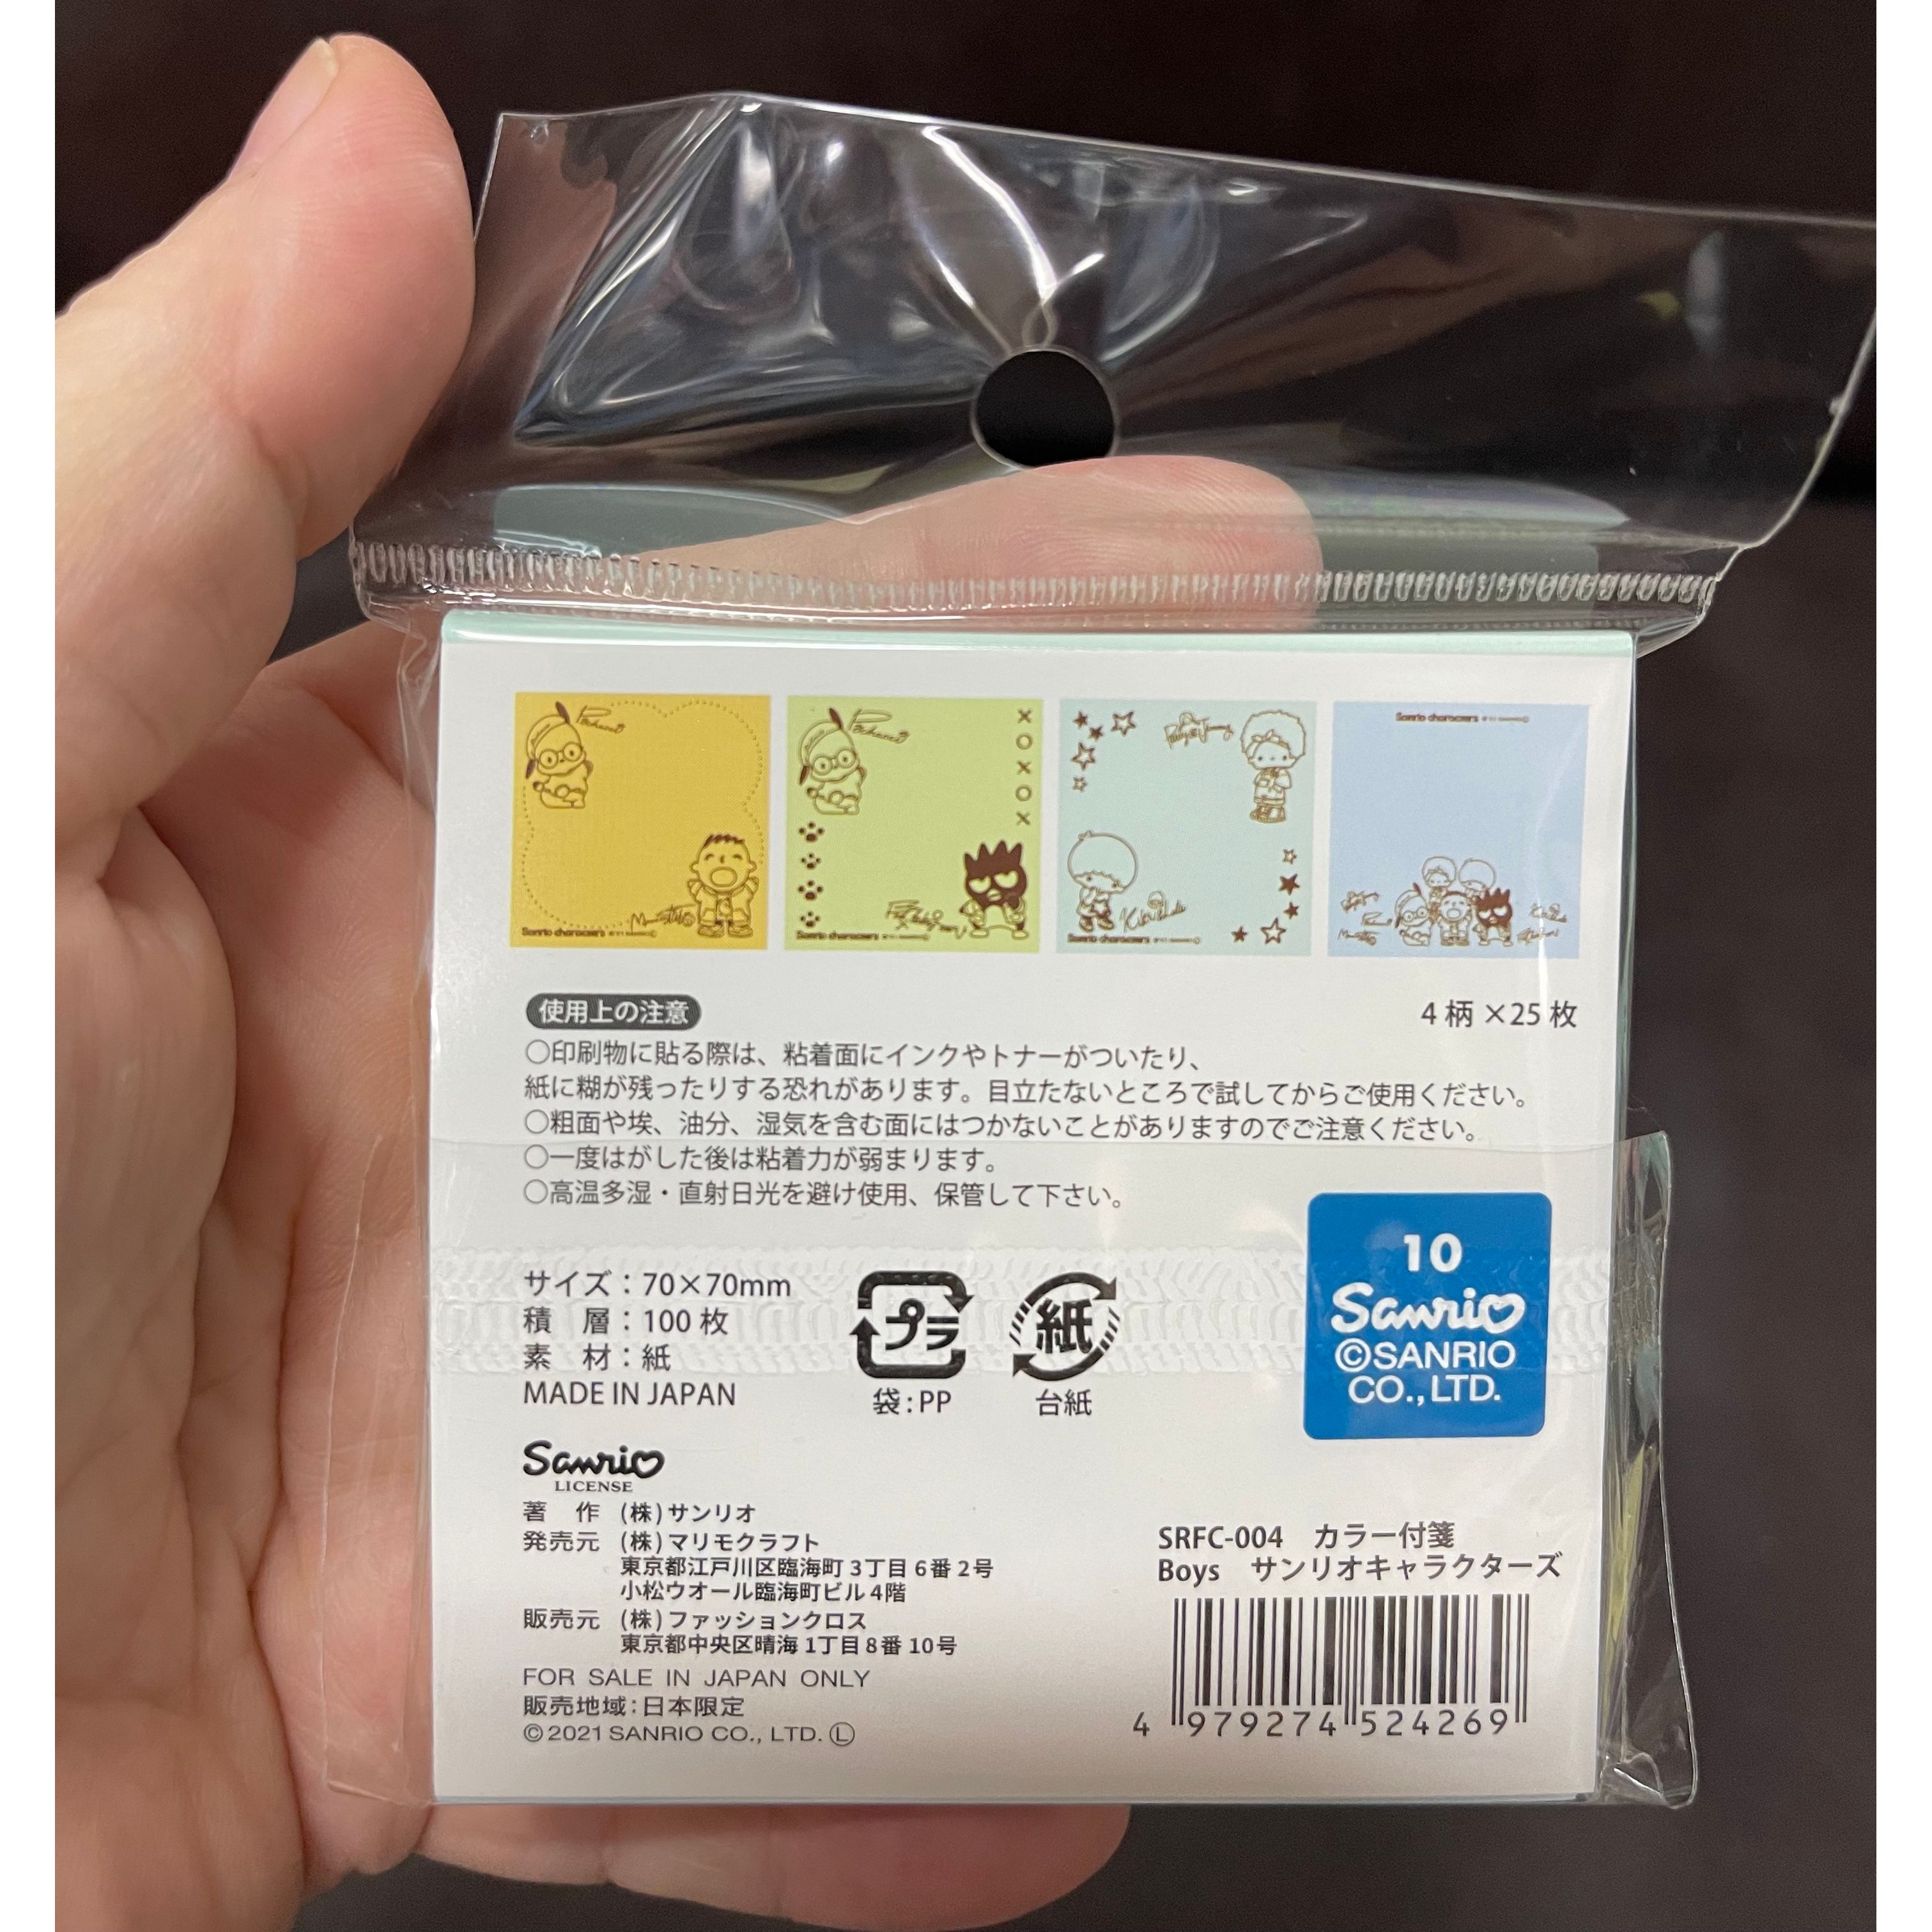 Pochacco
Sanrio characters
Pochacco
Sanrio characters
Sanrio characters
Sanrio characters
使用上の注意
4柄×25枚
○印刷物に貼る際は、粘着面にインクやトナーがついたり、
紙に糊が残ったりする恐れがあります。目立たないところで試してからご使用ください。
○粗面や埃、油分、湿気を含む面にはつかないことがありますのでご注意ください。
○一度はがした後は粘着力が弱まります。
○高温多湿・直射日光を避け使用、保管して下さい。
サイズ：70×70mm
積　層：100枚
素　材：紙
MADE IN JAPAN
プラ
袋：PP
紙
台紙
10
Sanrio
©SANRIO
CO.,LTD.
Sanrio
LICENSE
著　作　(株)サンリオ
発売元　(株)マリモクラフト
東京都江戸川区臨海町3丁目6番2号
小松ウオール臨海町ビル4階
販売元　(株)ファッションクロス
東京都中央区晴海1丁目8番10号
FOR SALE IN JAPAN ONLY
販売地域：日本限定
©2021 SANRIO CO., LTD. Ⓛ
SRFC-004　カラー付箋
Boys　サンリオキャラクターズ
4 979274 524269